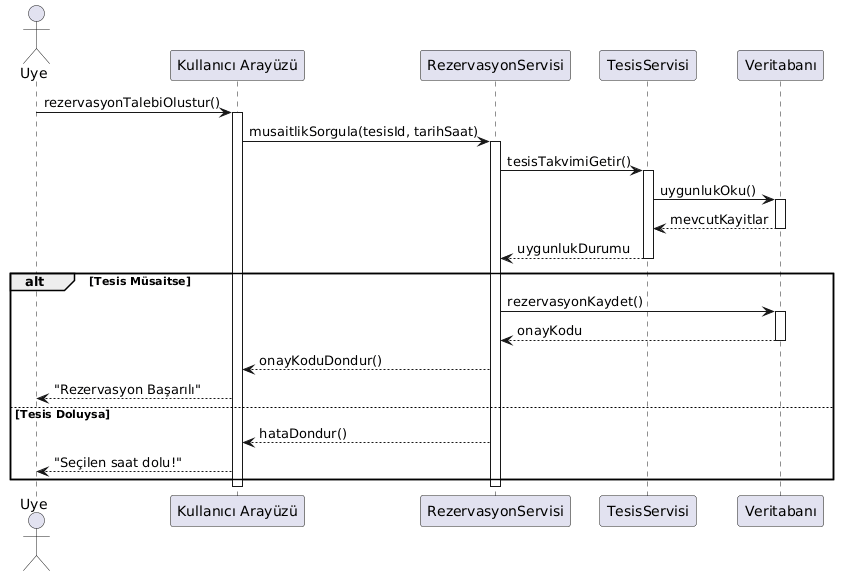 Uye
Kullanıcı Arayüzü
RezervasyonServisi
TesisServisi
Veritabanı
rezervasyonTalebiOlustur()
musaitlikSorgula(tesisId, tarihSaat)
tesisTakvimiGetir()
uygunlukOku()
mevcutKayitlar
uygunlukDurumu
alt
[Tesis Müsaitse]
rezervasyonKaydet()
onayKodu
onayKoduDondur()
"Rezervasyon Başarılı"
[Tesis Doluysa]
hataDondur()
"Seçilen saat dolu!"
Uye
Kullanıcı Arayüzü
RezervasyonServisi
TesisServisi
Veritabanı